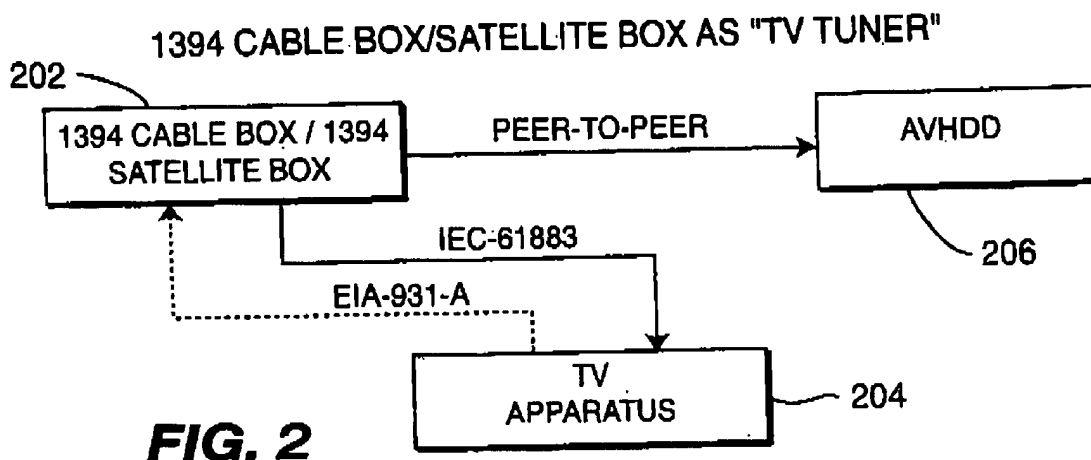 1394 CABLE BOX/SATELLITE BOX AS "TV TUNER"
202
1394 CABLE BOX / 1394
SATELLITE BOX
PEER-TO-PEER
AVHDD
206
IEC-61883
EIA-931-A
TV
APPARATUS
204
FIG. 2